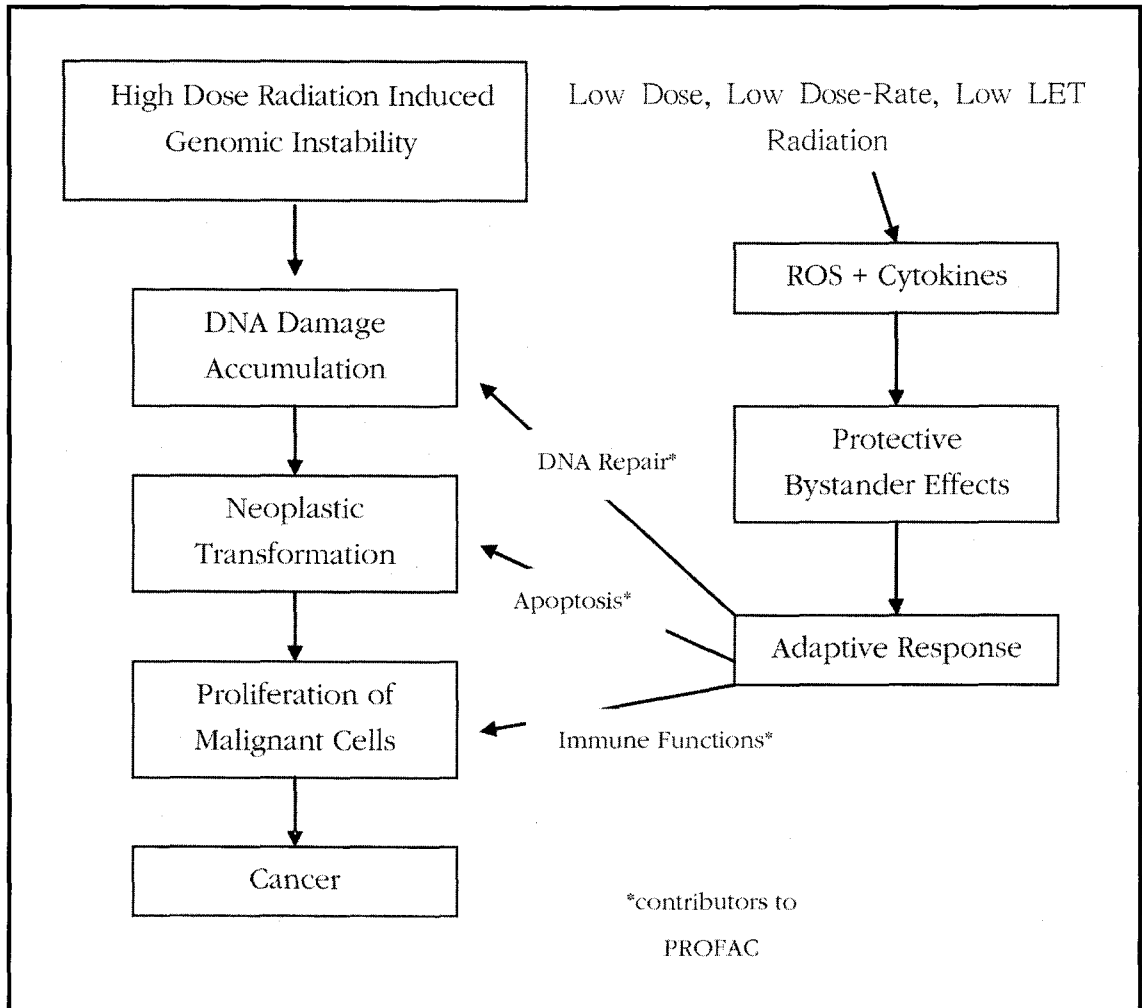 High Dose Radiation Induced
Genomic Instability
DNA Damage
Accumulation
Neoplastic
Transformation
Proliferation of
Malignant Cells
Cancer
Low Dose, Low Dose-Rate, Low LET
Radiation
ROS + Cytokines
Protective
Bystander Effects
Adaptive Response
DNA Repair*
Apoptosis*
Immune Functions*
*contributors to
PROFAC